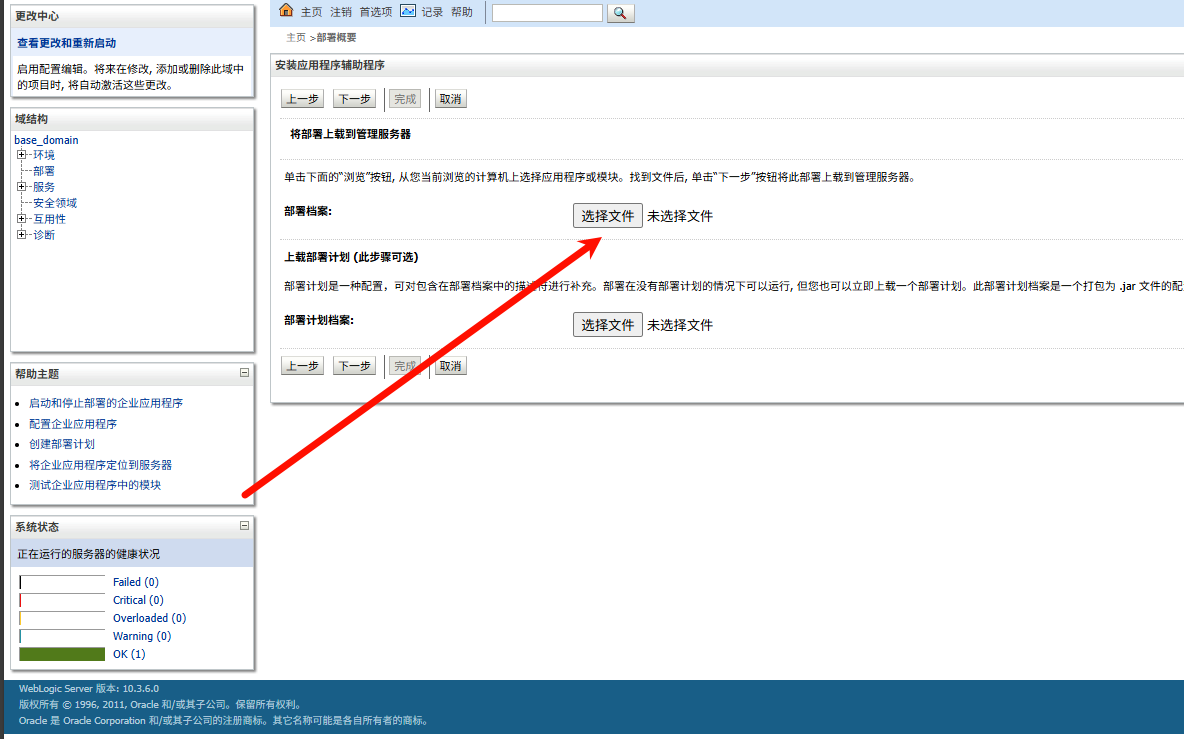 更改中心
查看更改和重新启动
启用配置编辑。将来在修改, 添加或删除此域中
的项目时, 将自动激活这些更改。
域结构
base_domain
环境
部署
服务
安全领域
互用性
诊断
帮助主题
启动和停止部署的企业应用程序
配置企业应用程序
创建部署计划
将企业应用程序定位到服务器
测试企业应用程序中的模块
系统状态
正在运行的服务器的健康状况
Failed (0)
Critical (0)
Overloaded (0)
Warning (0)
OK (1)
主页 注销 首选项 记录 帮助
主页 >部署概要
安装应用程序辅助程序
上一步 下一步 完成 取消
将部署上载到管理服务器
单击下面的“浏览”按钮, 从您当前浏览的计算机上选择应用程序或模块。找到文件后, 单击“下一步”按钮将此部署上载到管理服务器。
部署档案: 选择文件 未选择文件
上载部署计划 (此步骤可选)
部署计划是一种配置，可对包含在部署档案中的描述符进行补充。部署在没有部署计划的情况下可以运行, 但您也可以立即上载一个部署计划。此部署计划档案是一个打包为 .jar 文件的配
部署计划档案: 选择文件 未选择文件
上一步 下一步 完成 取消
WebLogic Server 版本: 10.3.6.0
版权所有 © 1996, 2011, Oracle 和/或其子公司。保留所有权利。
Oracle 是 Oracle Corporation 和/或其子公司的注册商标。其它名称可能是各自所有者的商标。